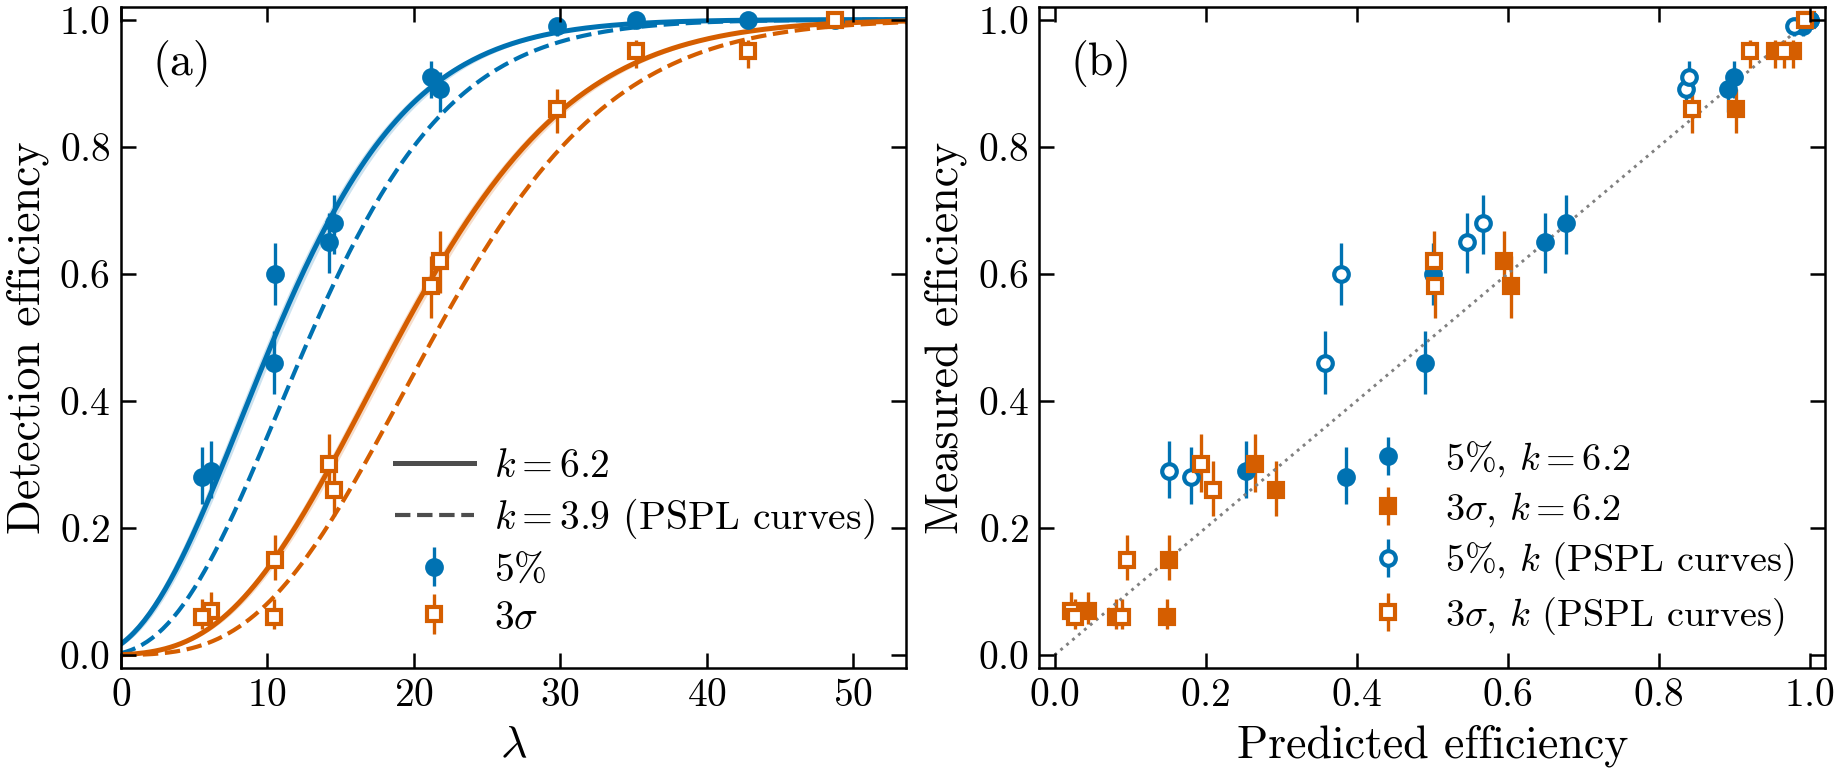 (a)
Detection efficiency
1.0
0.8
0.6
0.4
0.2
0.0
k = 6.2
k = 3.9 (PSPL curves)
5%
3σ
0 10 20 30 40 50
λ
(b)
Measured efficiency
1.0
0.8
0.6
0.4
0.2
0.0
5%, k = 6.2
3σ, k = 6.2
5%, k (PSPL curves)
3σ, k (PSPL curves)
0.0 0.2 0.4 0.6 0.8 1.0
Predicted efficiency